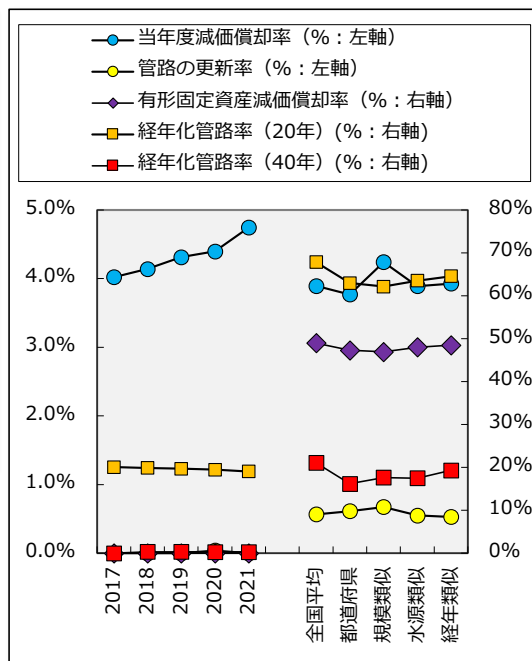 当年度減価償却率（%：左軸）
管路の更新率（%：左軸）
有形固定資産減価償却率（%：右軸）
経年化管路率（20年）(%：右軸)
経年化管路率（40年）(%：右軸)
5.0%
4.0%
3.0%
2.0%
1.0%
0.0%
80%
70%
60%
50%
40%
30%
20%
10%
0%
2017
2018
2019
2020
2021
全国平均
都道府県
規模類似
水源類似
経年類似